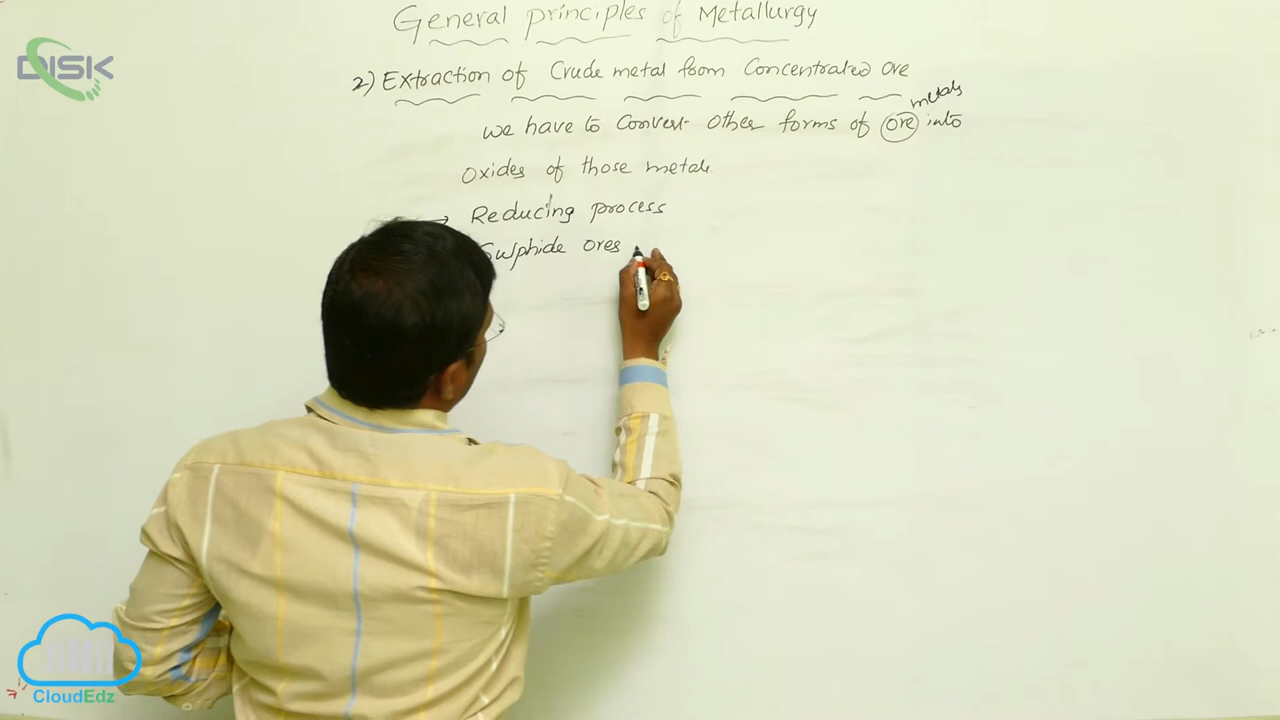 General principles of Metallurgy
DISK
2) Extraction of Crude metal from Concentrated ore
metals
we have to Convert other forms of ore into
oxides of those metals
→ Reducing process
Sulphide ores
CloudEdz